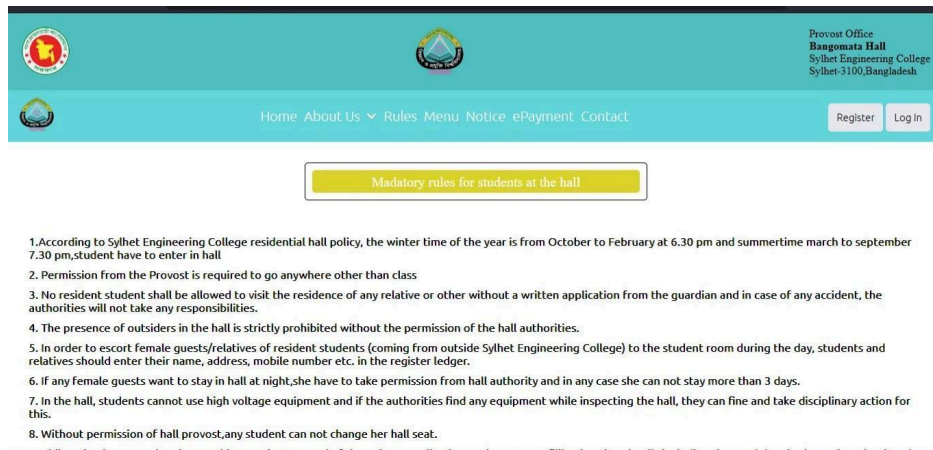 Provost Office
Bangomata Hall
Sylhet Engineering College
Sylhet-3100,Bangladesh
Home About Us Rules Menu Notice ePayment Contact
Register Log In
Madatory rules for students at the hall
1.According to Sylhet Engineering College residential hall policy, the winter time of the year is from October to February at 6.30 pm and summertime march to september
7.30 pm,student have to enter in hall
2. Permission from the Provost is required to go anywhere other than class
3. No resident student shall be allowed to visit the residence of any relative or other without a written application from the guardian and in case of any accident, the
authorities will not take any responsibilities.
4. The presence of outsiders in the hall is strictly prohibited without the permission of the hall authorities.
5. In order to escort female guests/relatives of resident students (coming from outside Sylhet Engineering College) to the student room during the day, students and
relatives should enter their name, address, mobile number etc. in the register ledger.
6. If any female guests want to stay in hall at night,she have to take permission from hall authority and in any case she can not stay more than 3 days.
7. In the hall, students cannot use high voltage equipment and if the authorities find any equipment while inspecting the hall, they can fine and take disciplinary action for
this.
8. Without permission of hall provost,any student can not change her hall seat.